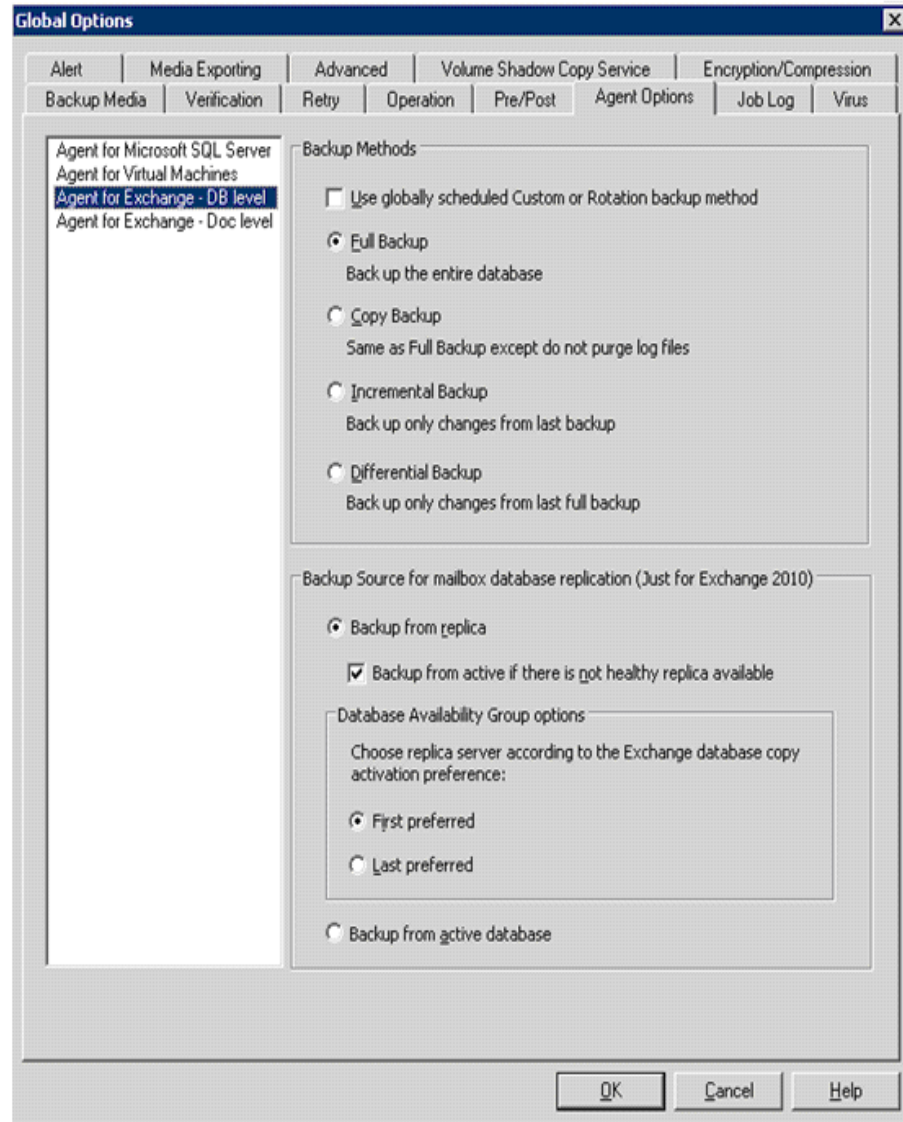 Global Options
Alert
Media Exporting
Advanced
Volume Shadow Copy Service
Encryption/Compression
Backup Media
Verification
Retry
Operation
Pre/Post
Agent Options
Job Log
Virus
Agent for Microsoft SQL Server
Agent for Virtual Machines
Agent for Exchange - DB level
Agent for Exchange - Doc level
Backup Methods
Use globally scheduled Custom or Rotation backup method
Full Backup
Back up the entire database
Copy Backup
Same as Full Backup except do not purge log files
Incremental Backup
Back up only changes from last backup
Differential Backup
Back up only changes from last full backup
Backup Source for mailbox database replication (Just for Exchange 2010)
Backup from replica
Backup from active if there is not healthy replica available
Database Availability Group options
Choose replica server according to the Exchange database copy
activation preference:
First preferred
Last preferred
Backup from active database
OK
Cancel
Help